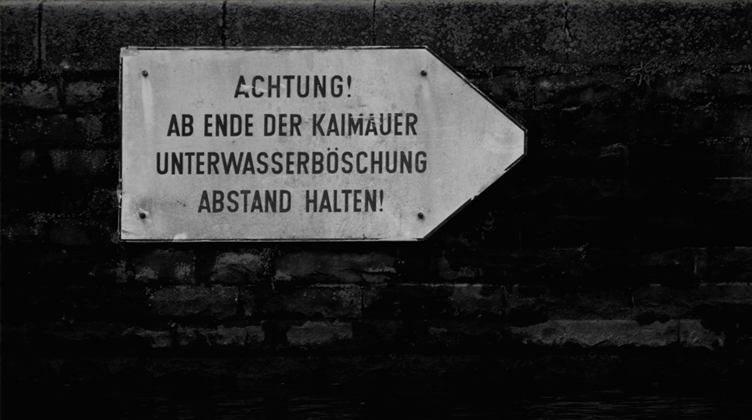 ACHTUNG!
AB ENDE DER KAIMAUER
UNTERWASSERBÖSCHUNG
ABSTAND HALTEN!